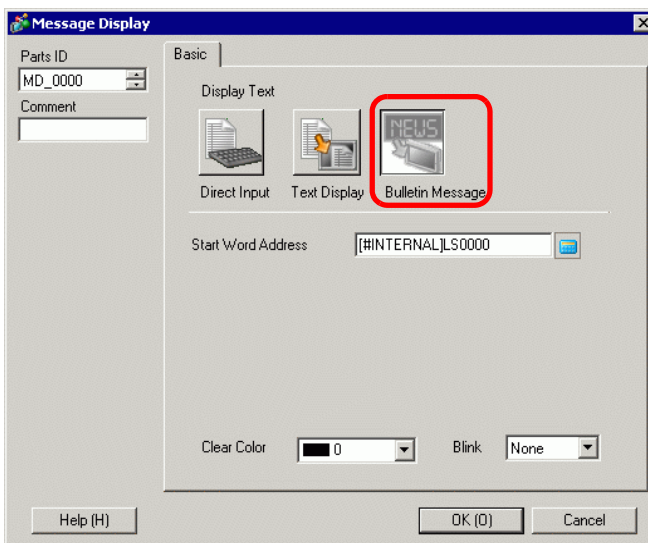 Message Display
Parts ID
MD_0000
Comment
Basic
Display Text
NEWS
Direct Input Text Display Bulletin Message
Start Word Address [#INTERNAL]LS0000
Clear Color 0 Blink None
Help (H) OK (O) Cancel